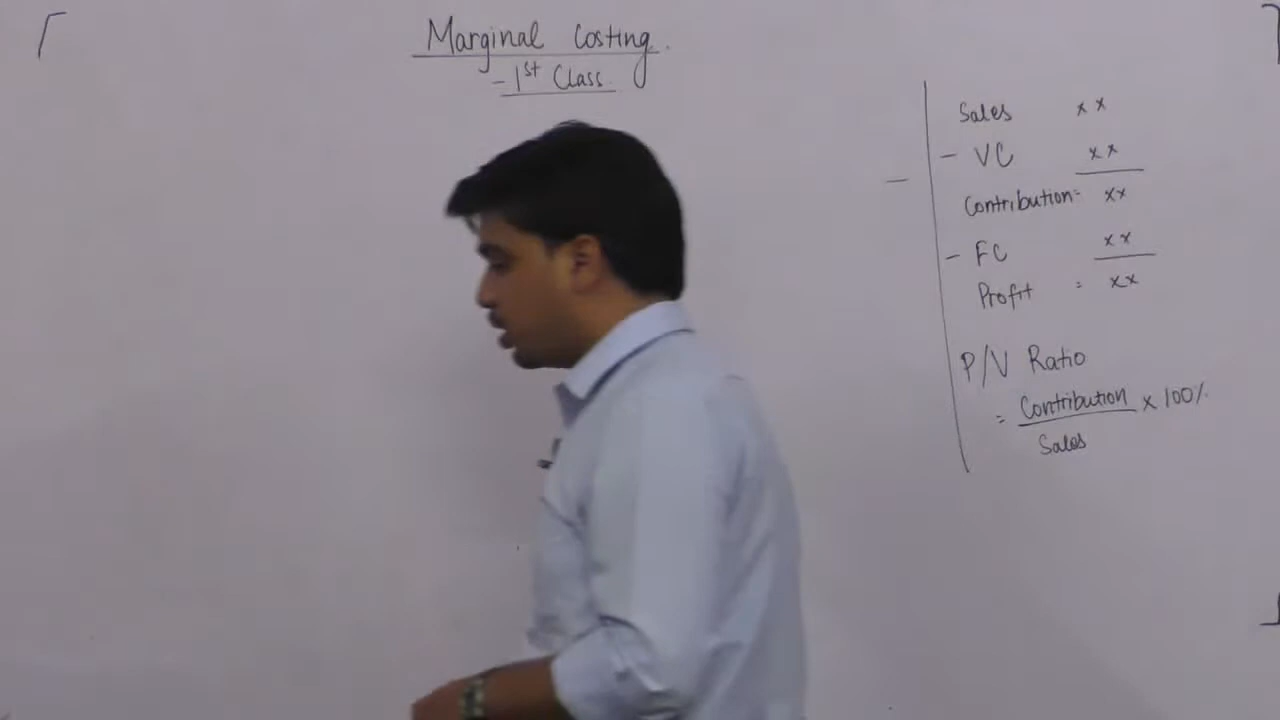 Marginal Costing.
- 1st Class.
Sales xx
- VC xx
Contribution = xx
- FC xx
Profit = xx
P/V Ratio
= Contribution x 100%
Sales